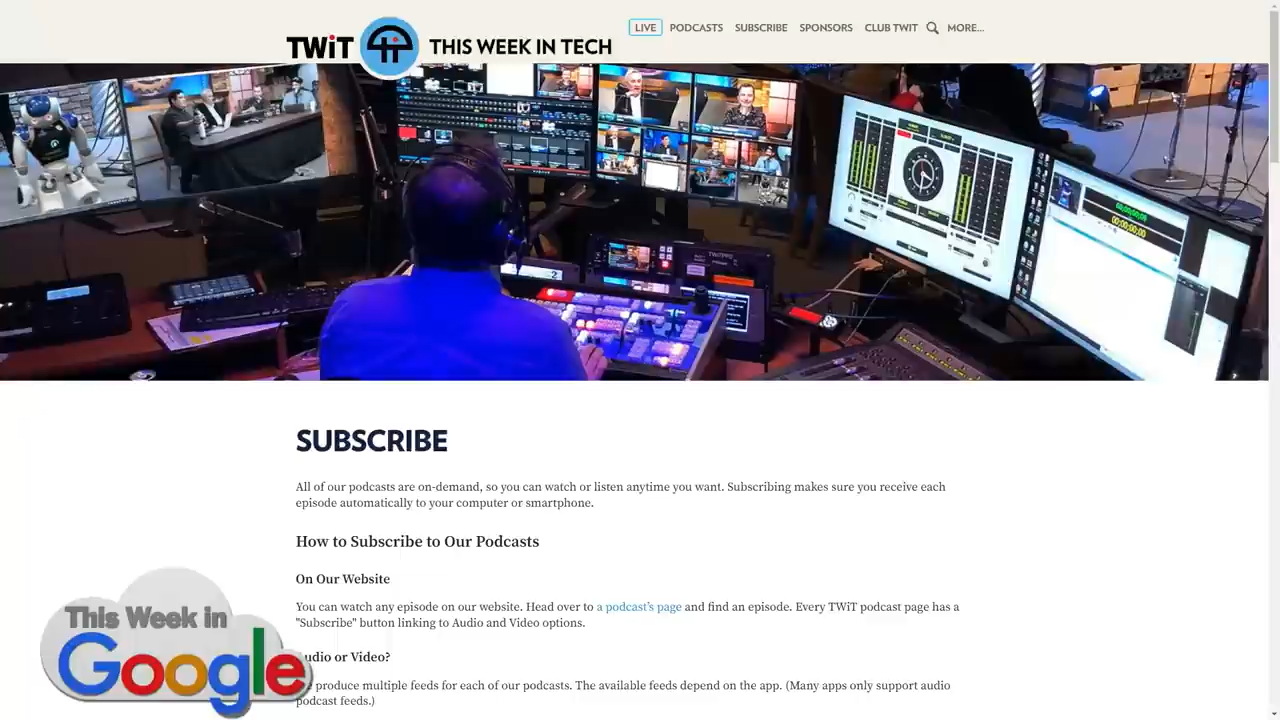 TWiT
THIS WEEK IN TECH
LIVE PODCASTS SUBSCRIBE SPONSORS CLUB TWIT MORE...
SUBSCRIBE
All of our podcasts are on-demand, so you can watch or listen anytime you want. Subscribing makes sure you receive each
episode automatically to your computer or smartphone.
How to Subscribe to Our Podcasts
On Our Website
You can watch any episode on our website. Head over to a podcast's page and find an episode. Every TWiT podcast page has a
"Subscribe" button linking to Audio and Video options.
udio or Video?
produce multiple feeds for each of our podcasts. The available feeds depend on the app. (Many apps only support audio
podcast feeds.)
This Week in
Google